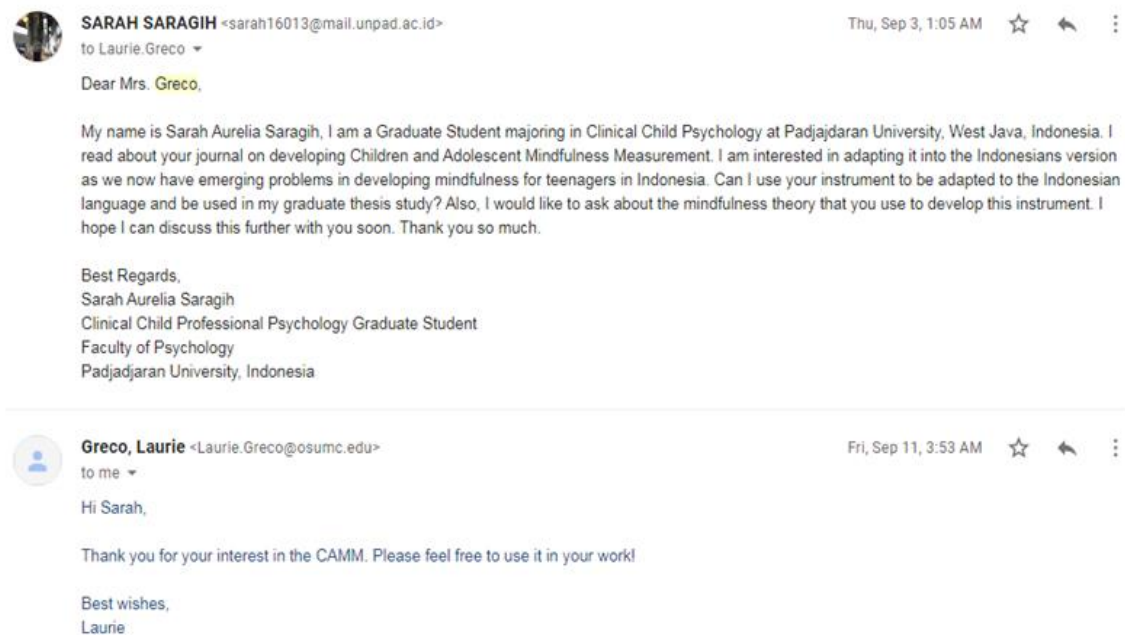 SARAH SARAGIH <sarah16013@mail.unpad.ac.id>
Thu, Sep 3, 1:05 AM
to Laurie.Greco
Dear Mrs. Greco,
My name is Sarah Aurelia Saragih, I am a Graduate Student majoring in Clinical Child Psychology at Padjajdaran University, West Java, Indonesia. I
read about your journal on developing Children and Adolescent Mindfulness Measurement. I am interested in adapting it into the Indonesians version
as we now have emerging problems in developing mindfulness for teenagers in Indonesia. Can I use your instrument to be adapted to the Indonesian
language and be used in my graduate thesis study? Also, I would like to ask about the mindfulness theory that you use to develop this instrument. I
hope I can discuss this further with you soon. Thank you so much.
Best Regards,
Sarah Aurelia Saragih
Clinical Child Professional Psychology Graduate Student
Faculty of Psychology
Padjadjaran University, Indonesia
Greco, Laurie <Laurie.Greco@osumc.edu>
Fri, Sep 11, 3:53 AM
to me
Hi Sarah,
Thank you for your interest in the CAMM. Please feel free to use it in your work!
Best wishes,
Laurie